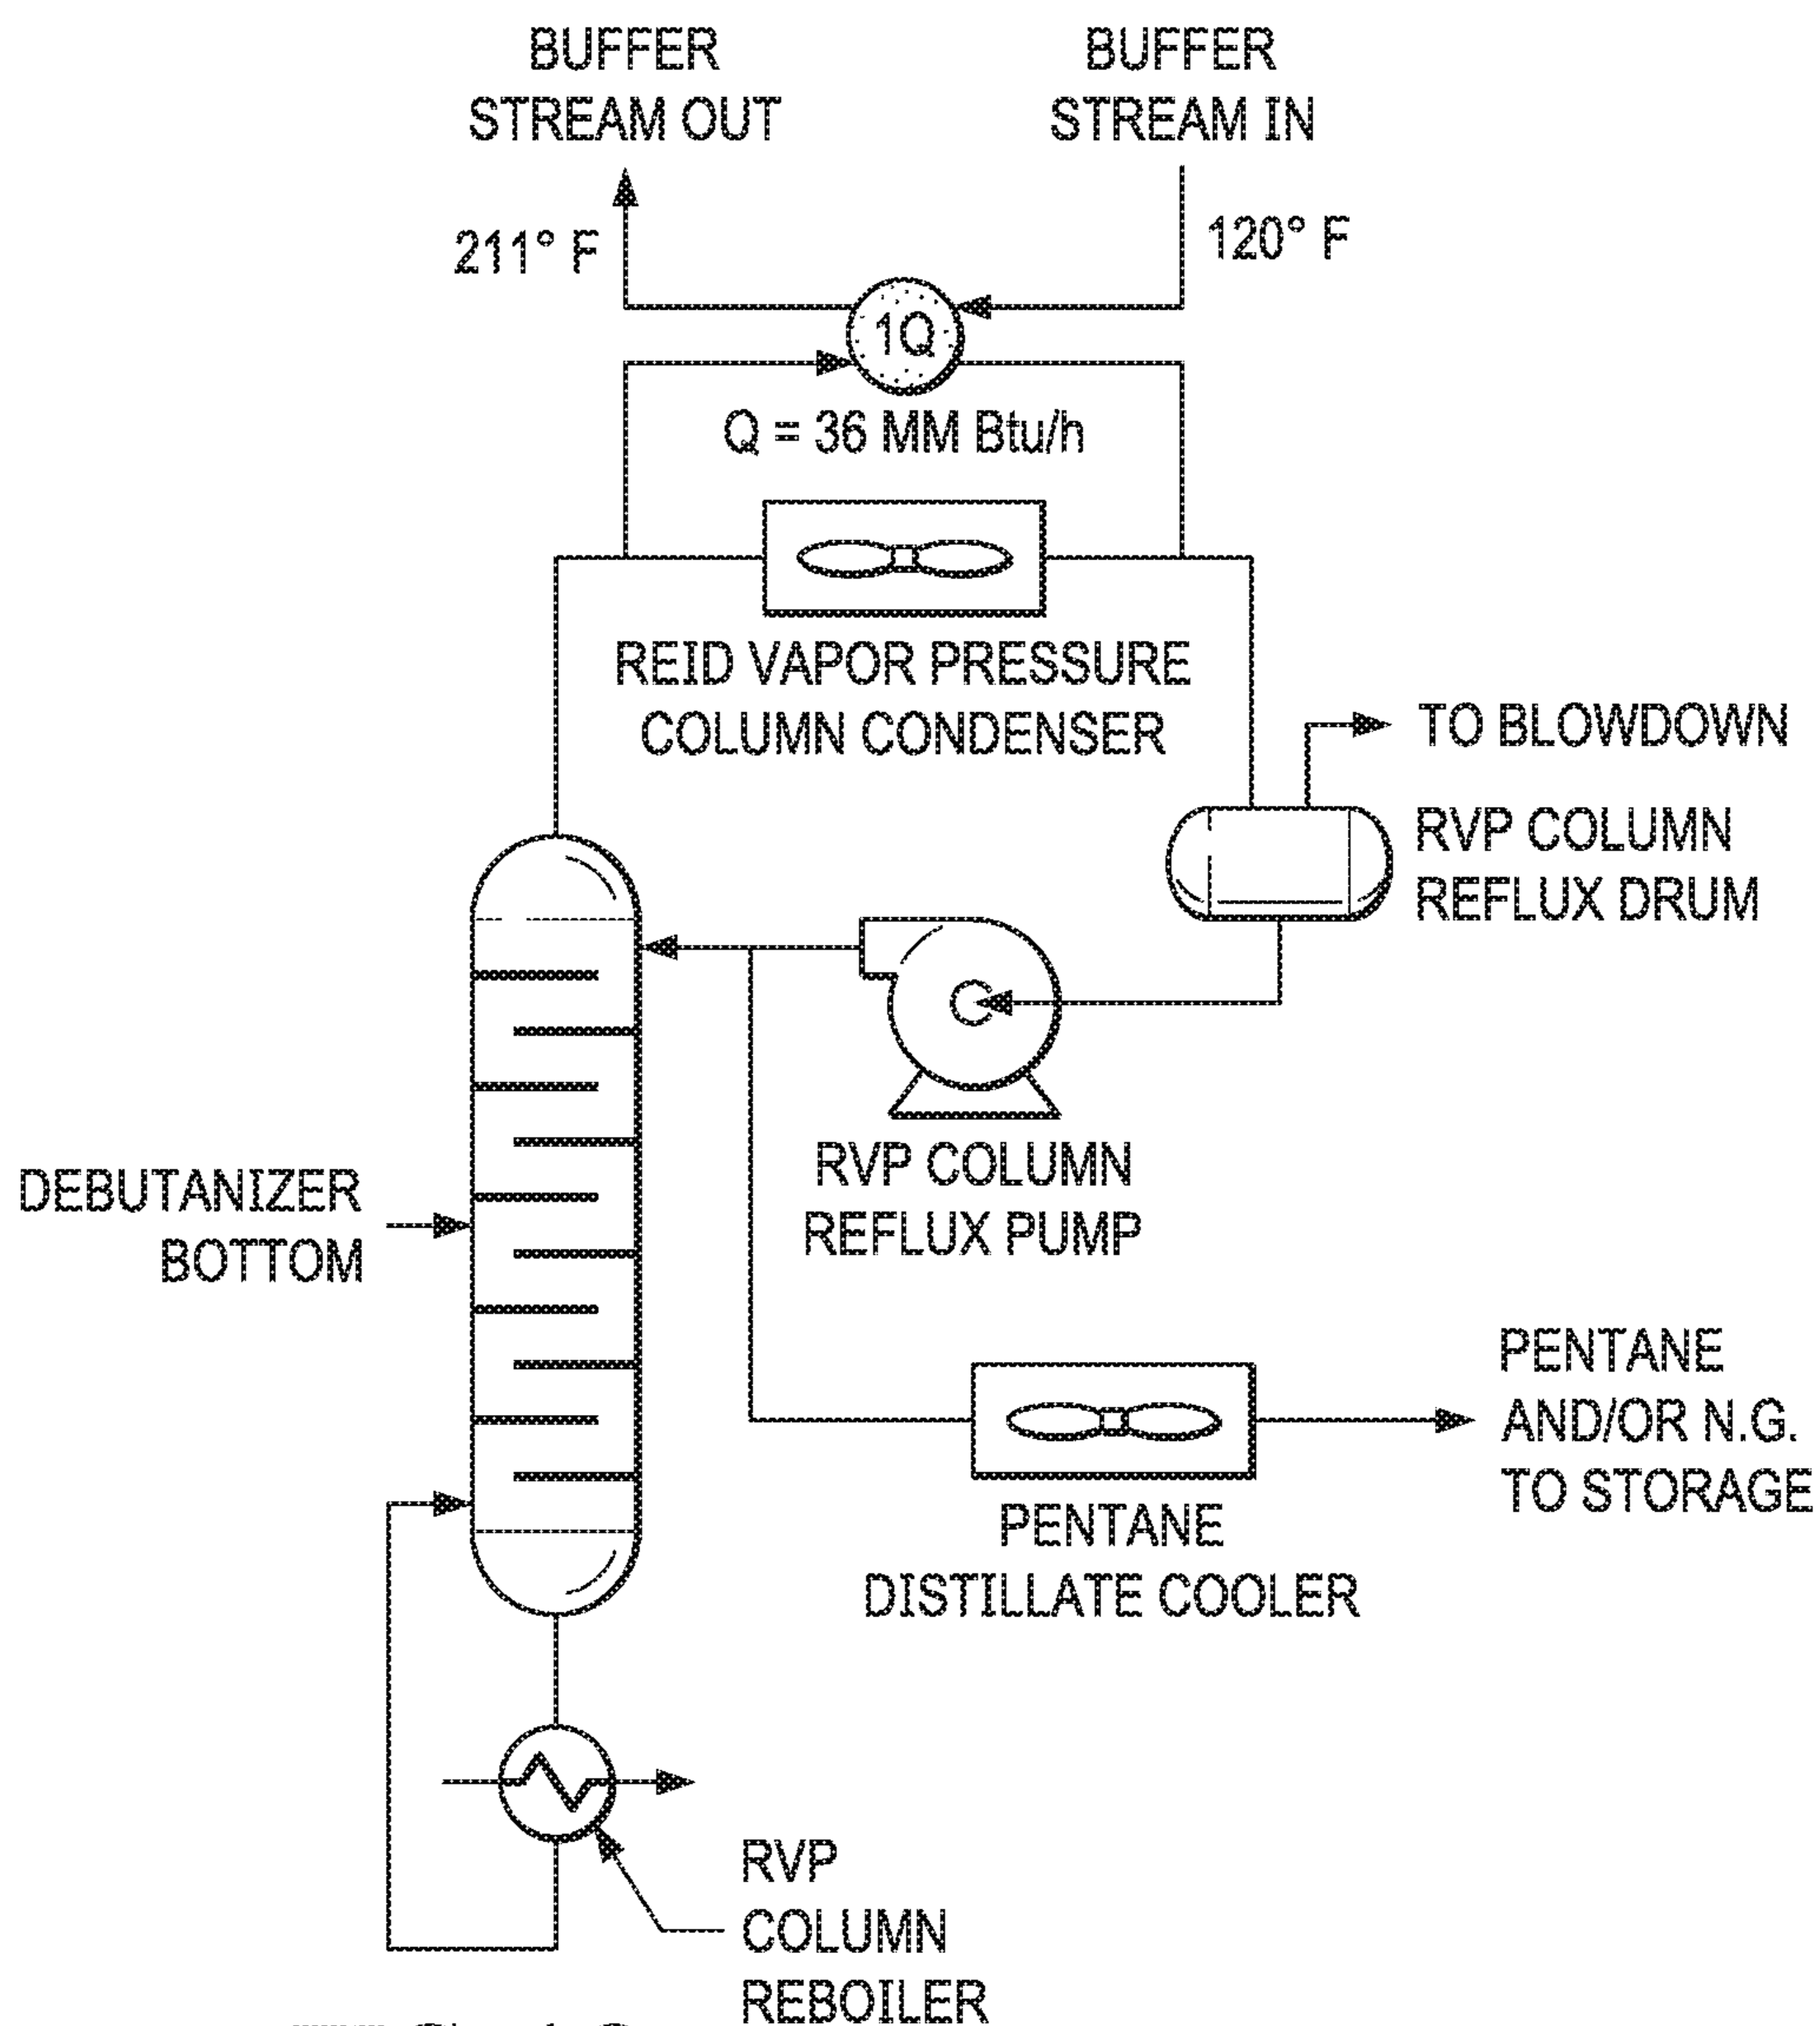 BUFFER
STREAM OUT
BUFFER
STREAM IN
211° F
120° F
1Q
Q = 36 MM Btu/h
REID VAPOR PRESSURE
COLUMN CONDENSER
TO BLOWDOWN
RVP COLUMN
REFLUX DRUM
DEBUTANIZER
BOTTOM
RVP COLUMN
REFLUX PUMP
PENTANE
AND/OR N.G.
TO STORAGE
PENTANE
DISTILLATE COOLER
RVP
COLUMN
REBOILER